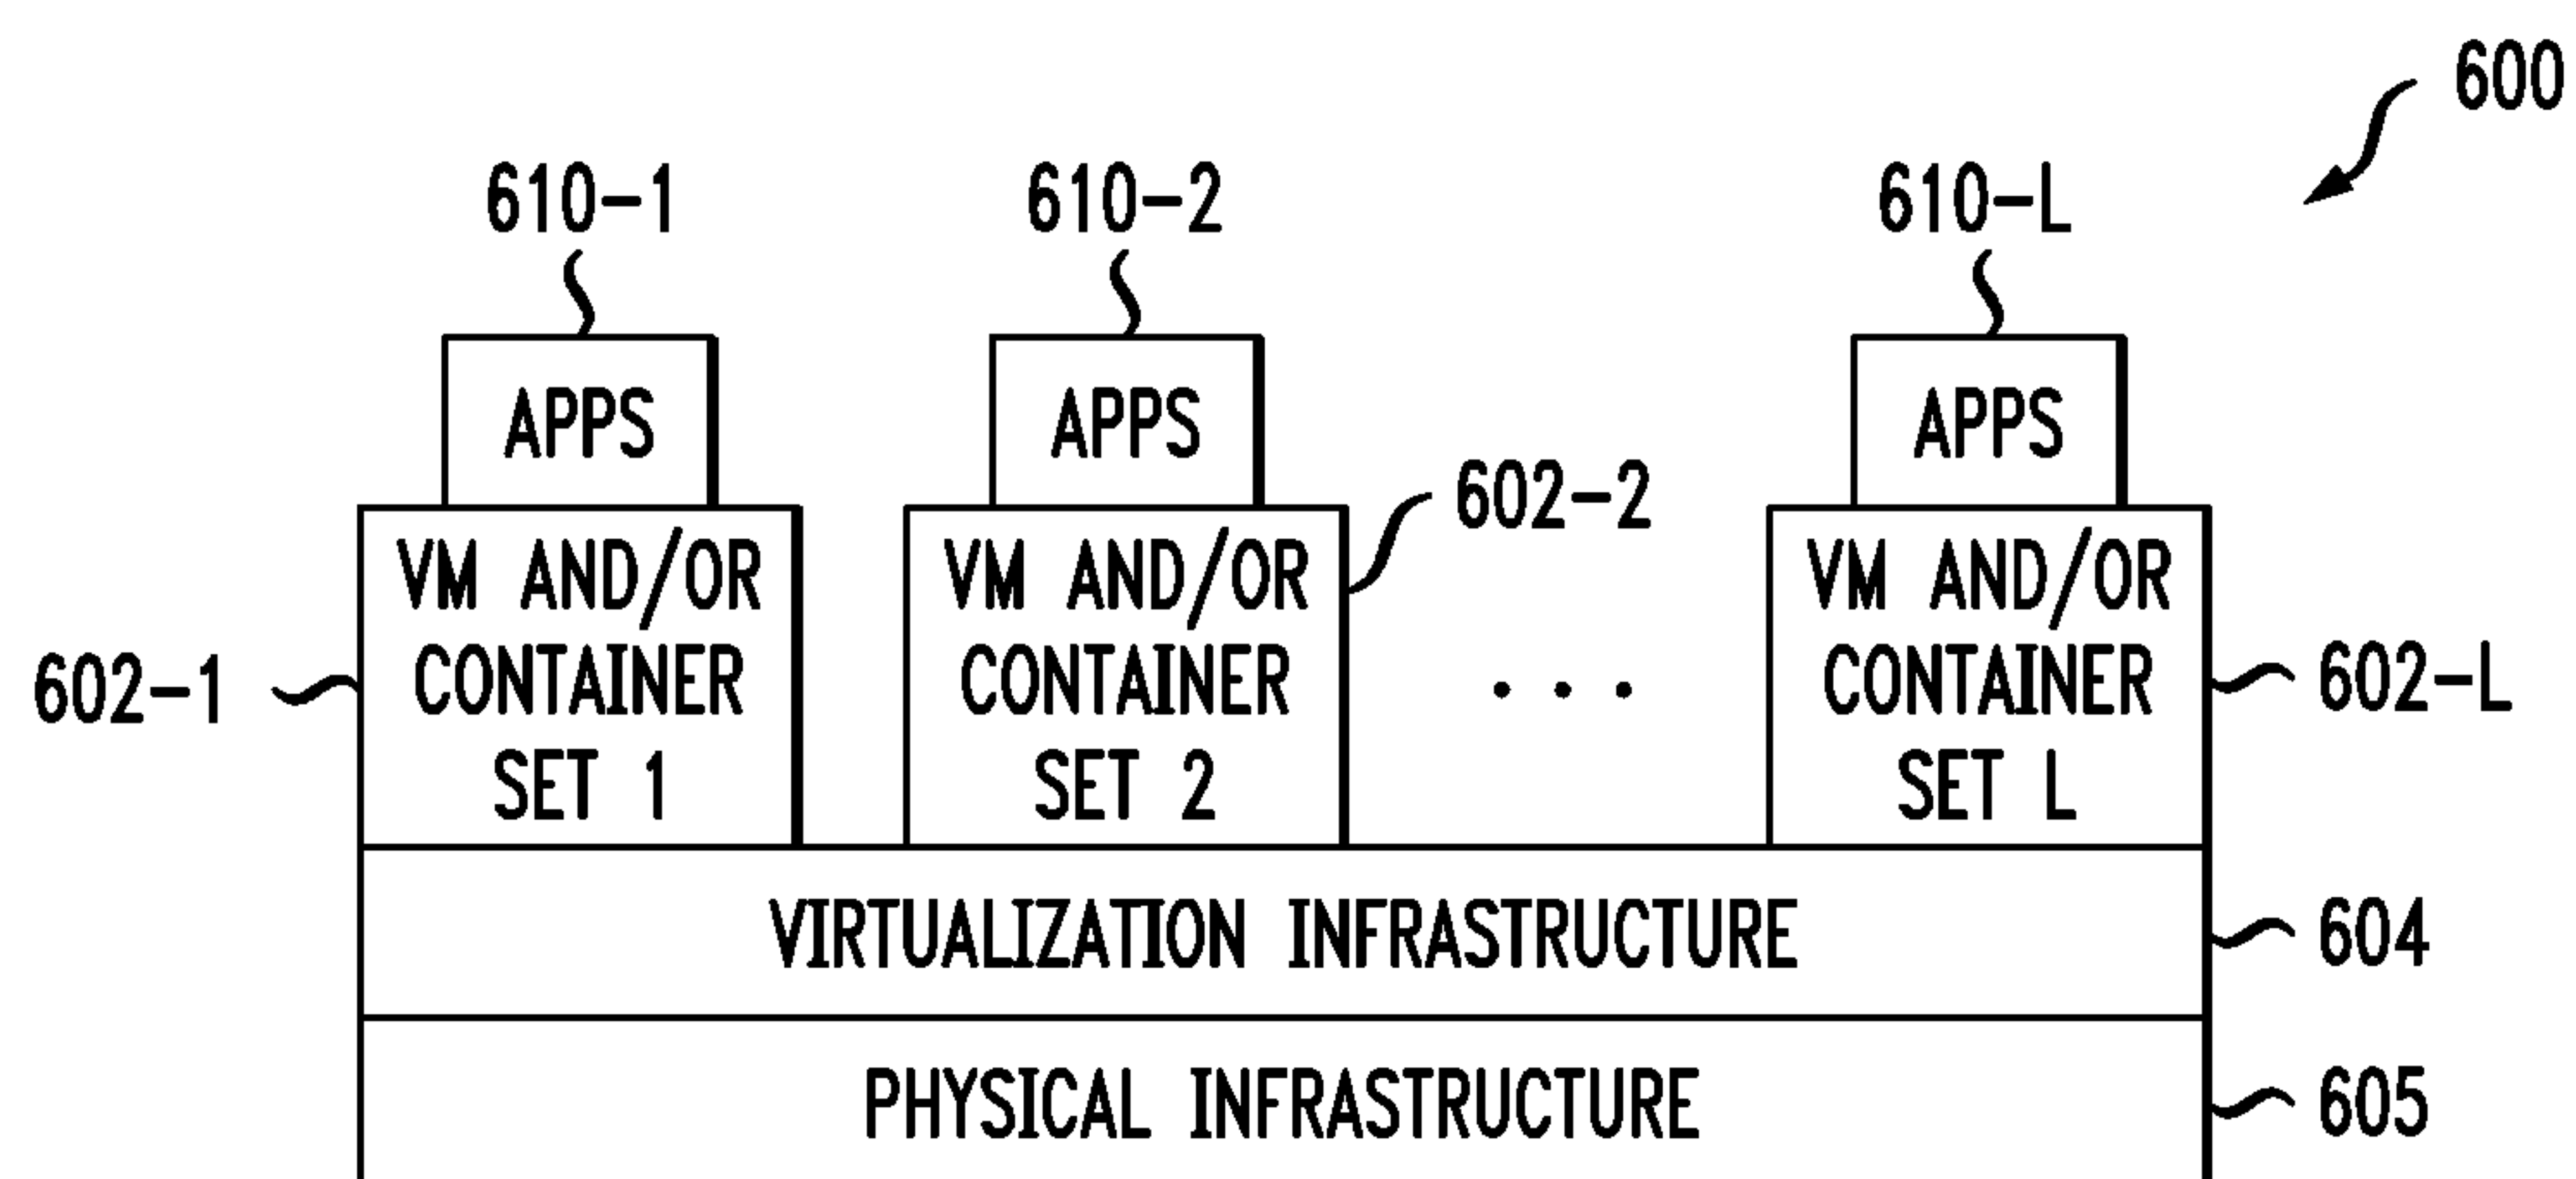 600
610-1
610-2
610-L
APPS
APPS
APPS
602-2
VM AND/OR
CONTAINER
SET 1
VM AND/OR
CONTAINER
SET 2
. . .
VM AND/OR
CONTAINER
SET L
602-1
602-L
VIRTUALIZATION INFRASTRUCTURE
604
PHYSICAL INFRASTRUCTURE
605